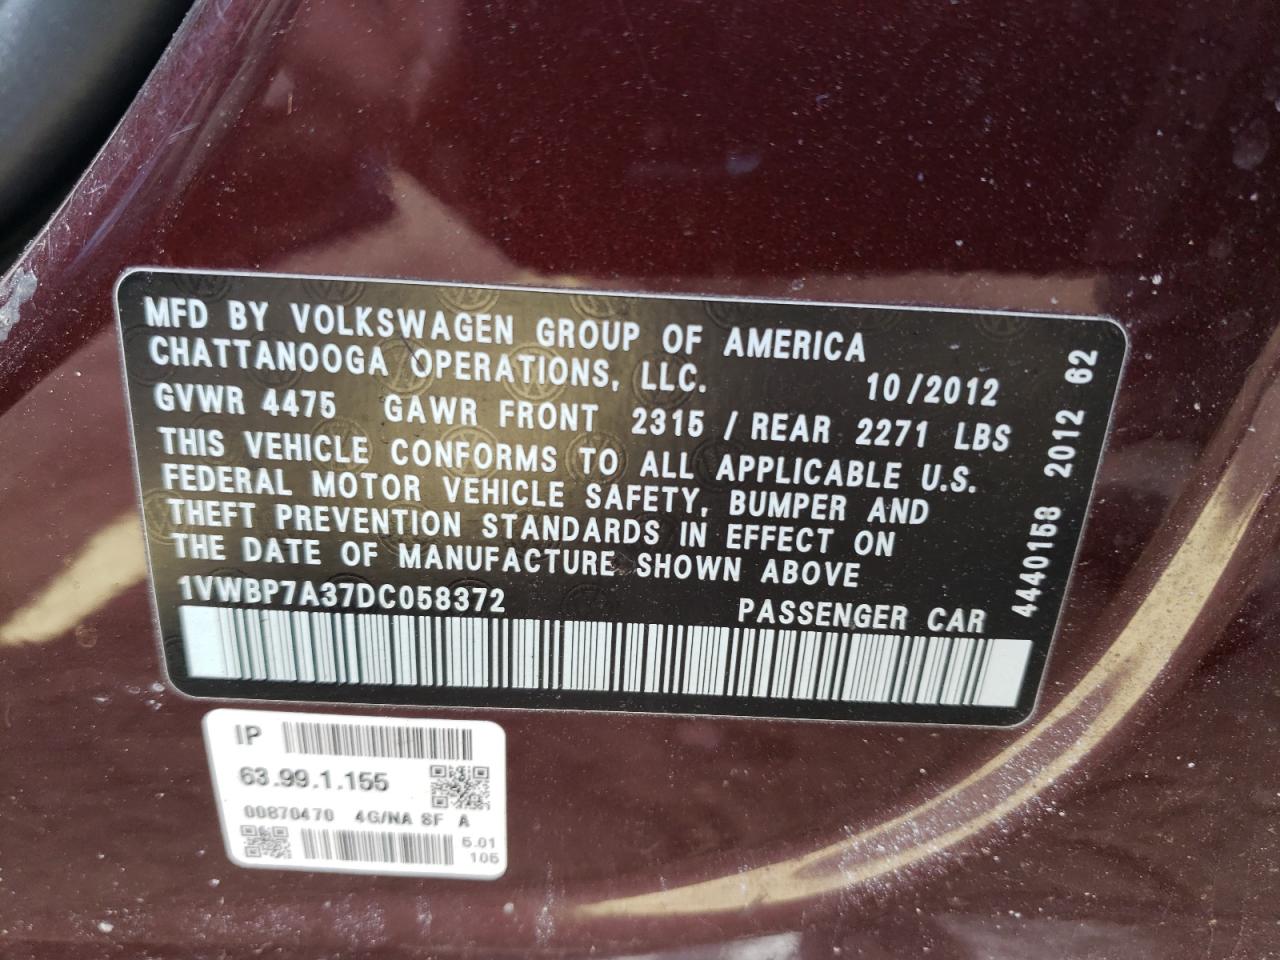 MFD BY VOLKSWAGEN GROUP OF AMERICA
CHATTANOOGA OPERATIONS, LLC. 10/2012
GVWR 4475 GAWR FRONT 2315 / REAR 2271 LBS
THIS VEHICLE CONFORMS TO ALL APPLICABLE U.S.
FEDERAL MOTOR VEHICLE SAFETY, BUMPER AND
THEFT PREVENTION STANDARDS IN EFFECT ON
THE DATE OF MANUFACTURE SHOWN ABOVE
1VWBP7A37DC058372 PASSENGER CAR
4440158 2012 62
IP
63.99.1.155
00870470 4G/NA SF A
5.01
105